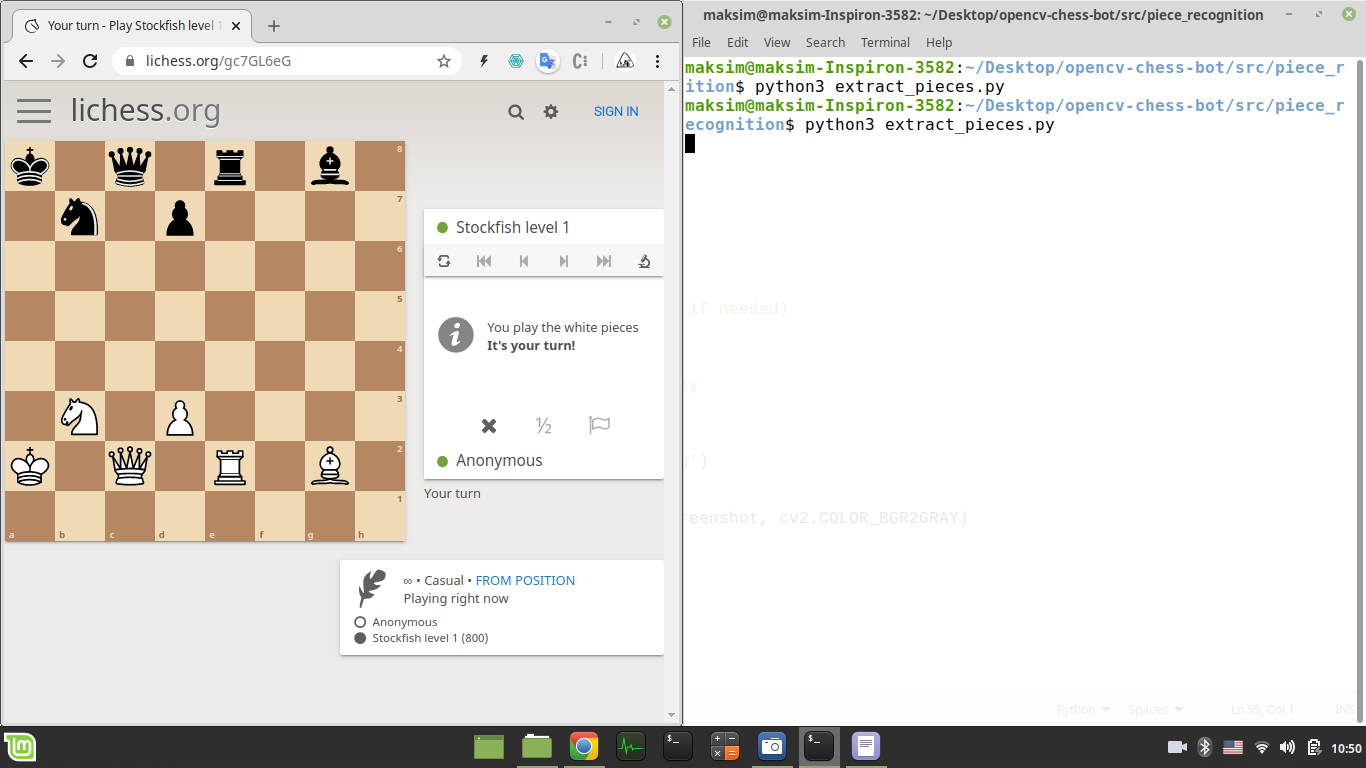 Your turn - Play Stockfish level 1
lichess.org/gc7GL6eG
lichess.org
SIGN IN
8
7
6
5
4
3
2
1
a b c d e f g h
Stockfish level 1
You play the white pieces
It's your turn!
½
Anonymous
Your turn
∞ • Casual • FROM POSITION
Playing right now
Anonymous
Stockfish level 1 (800)
maksim@maksim-Inspiron-3582: ~/Desktop/opencv-chess-bot/src/piece_recognition
File Edit View Search Terminal Help
maksim@maksim-Inspiron-3582:~/Desktop/opencv-chess-bot/src/piece_r
ition$ python3 extract_pieces.py
maksim@maksim-Inspiron-3582:~/Desktop/opencv-chess-bot/src/piece_r
ecognition$ python3 extract_pieces.py
if needed)
')
reenshot, cv2.COLOR_BGR2GRAY)
Python Spaces Ln 55, Col 1 INS
$_
$_
10:50